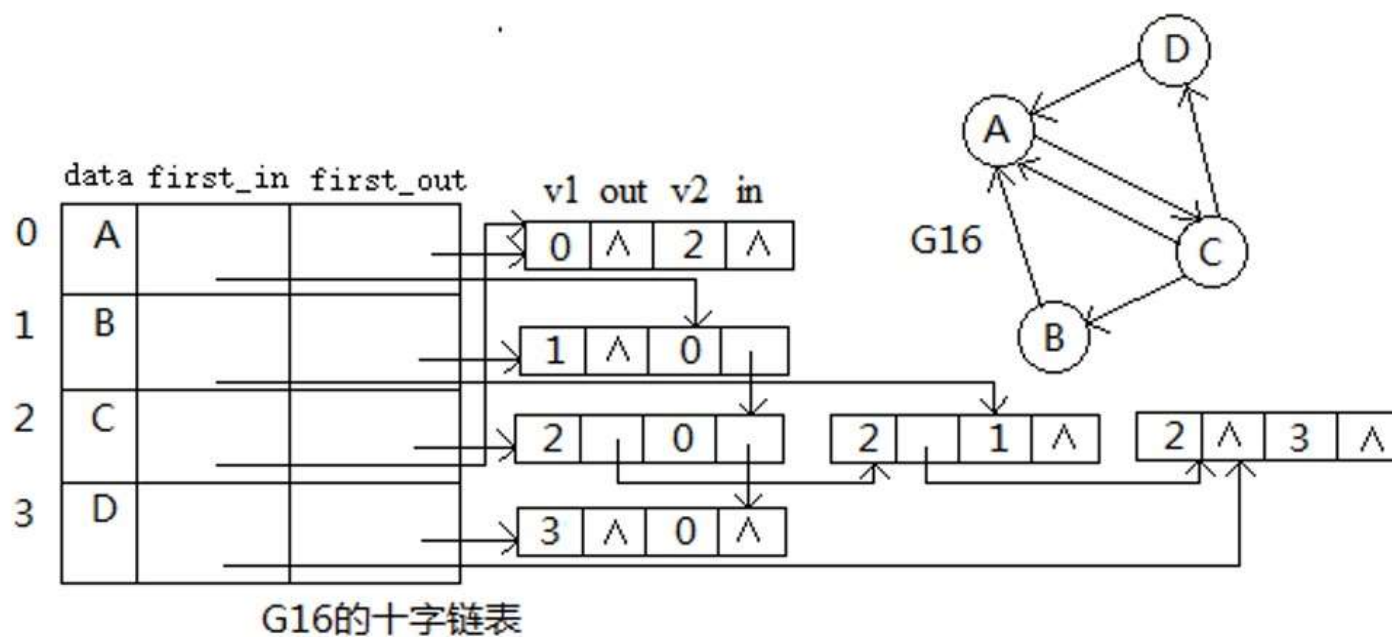 D
A
data first_in first_out
v1 out v2 in
0 A 0 ∧ 2 ∧
G16 C
1 B 1 ∧ 0
B
2 C 2 0 2 1 ∧ 2 ∧ 3 ∧
3 D 3 ∧ 0 ∧
G16的十字链表